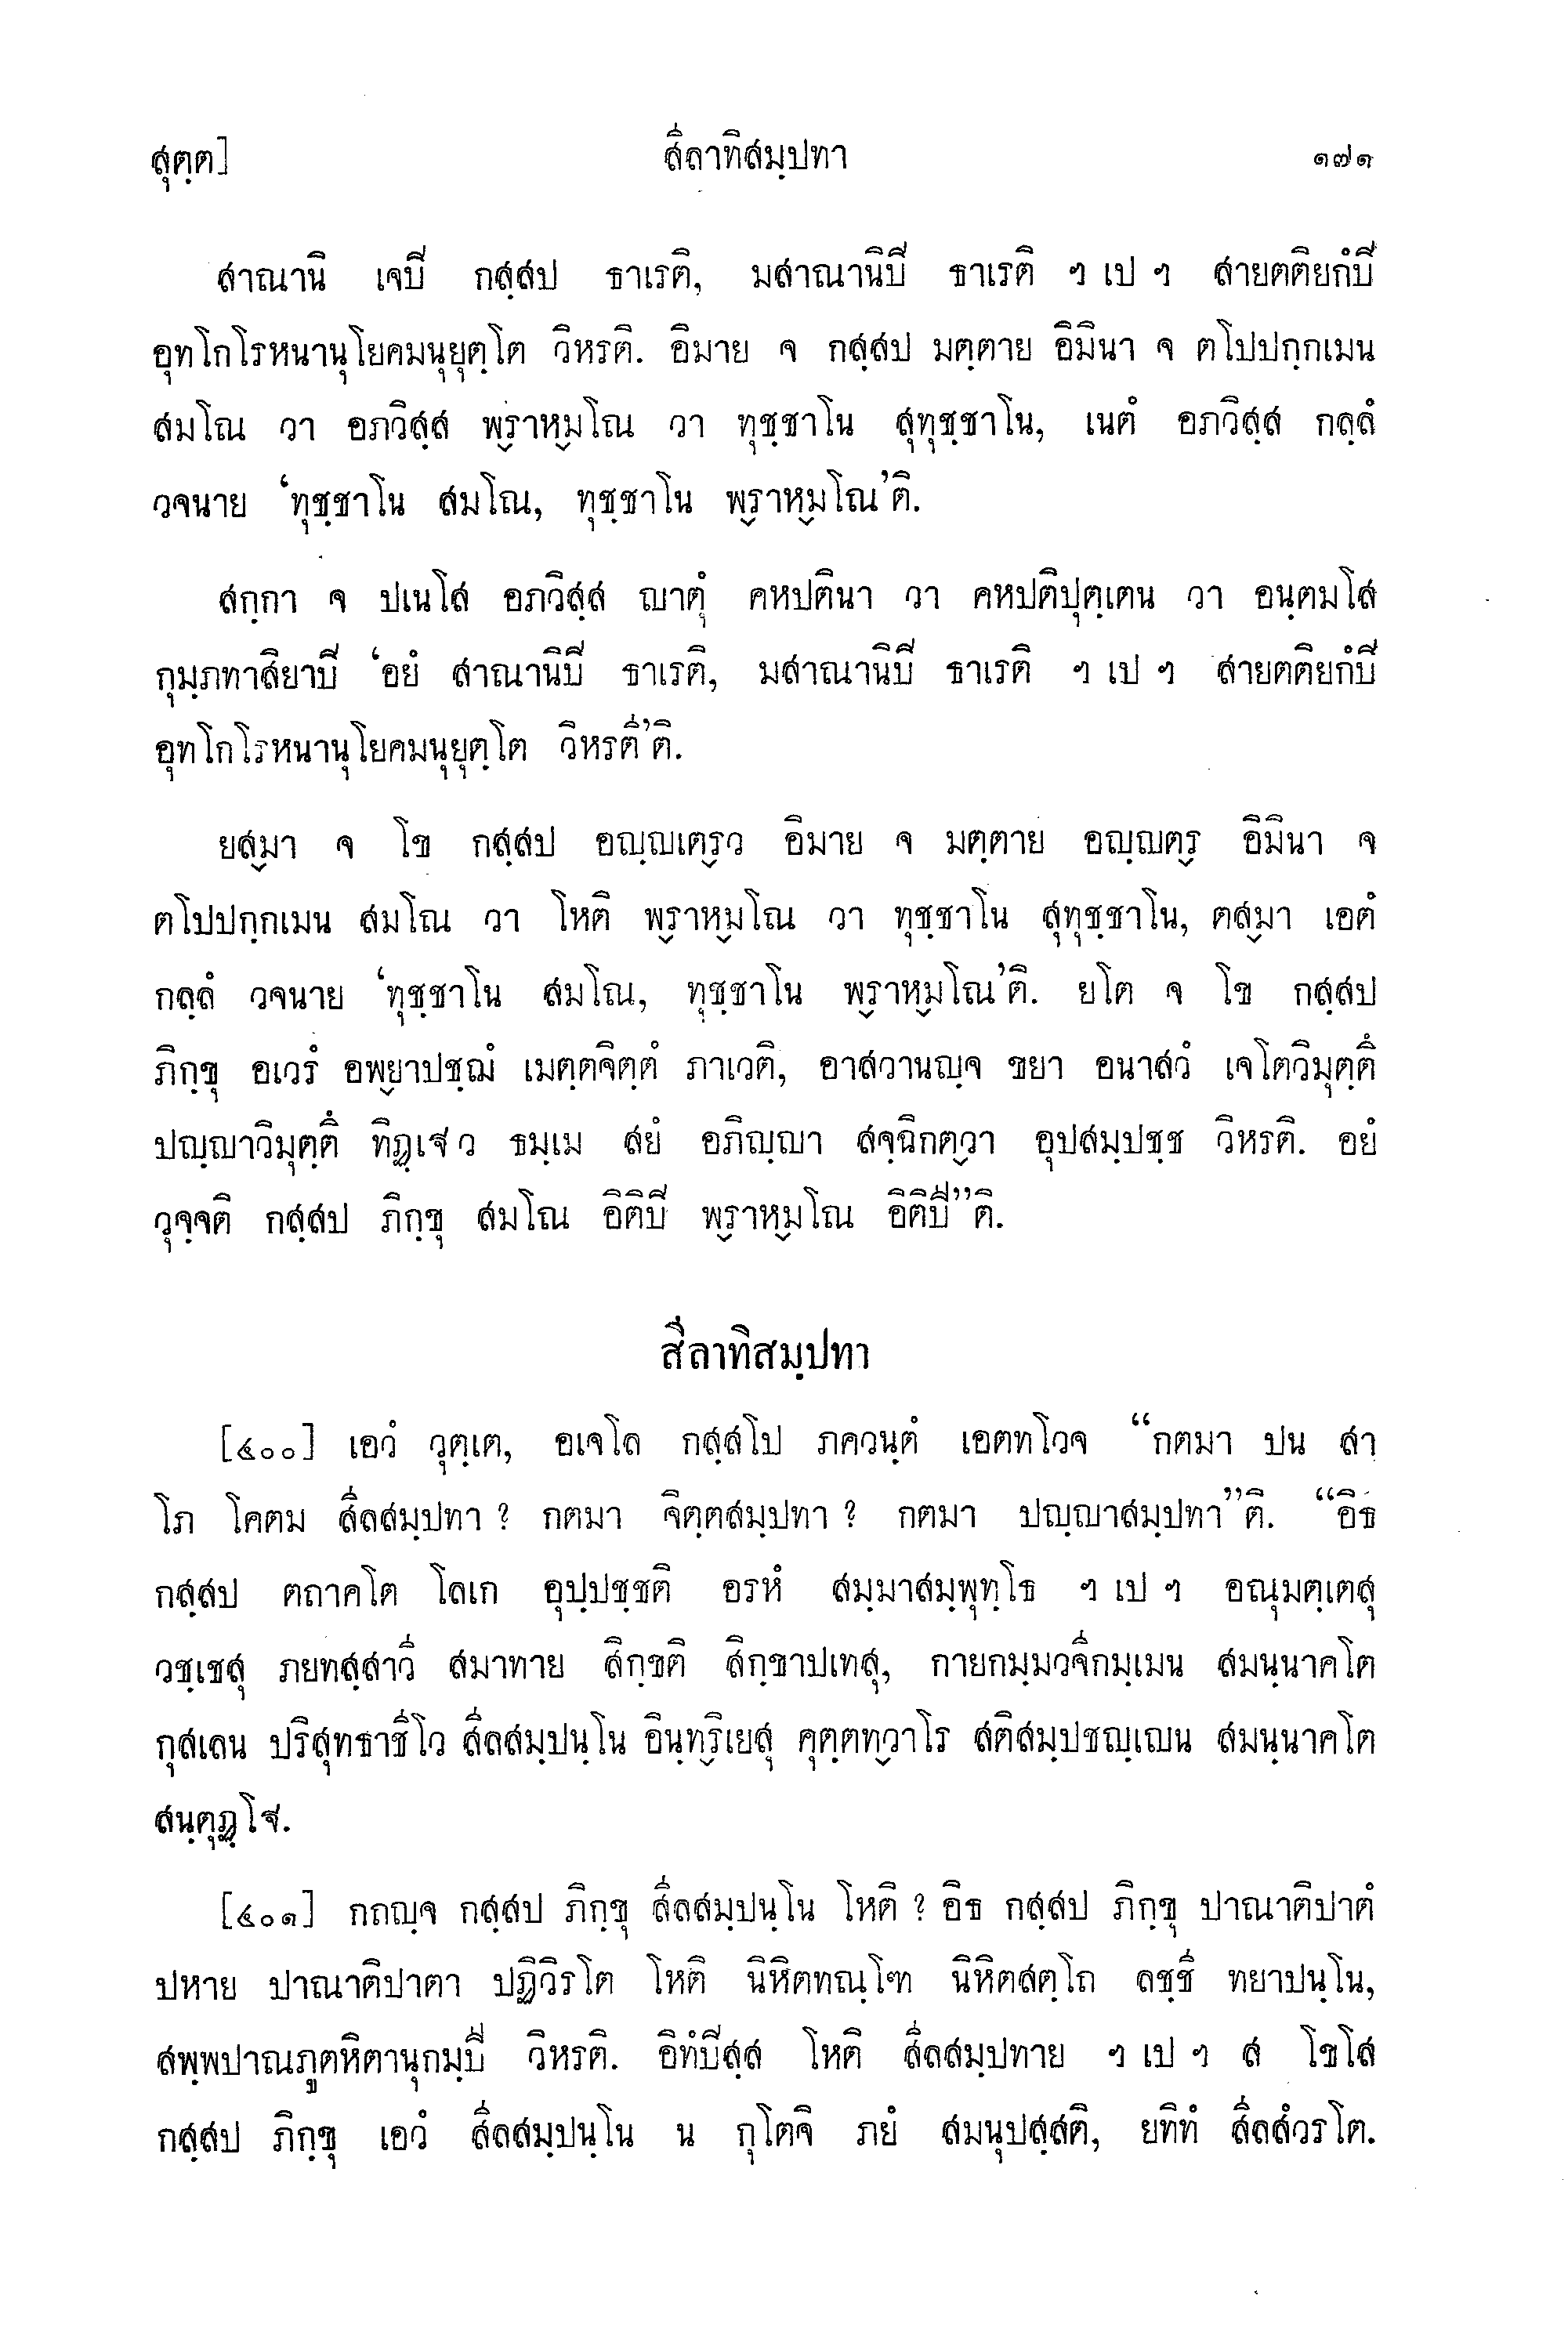 สุตฺต]
สีลาทิสมฺปทา
๑๗๑
สาณานิ เจปิ กสฺสป ธาเรติ, มสาณานิปิ ธาเรติ ฯ เป ฯ สายตติยกํปิ
อุทโกโรหนานุโยคมนุยุตฺโต วิหรติ. อิมาย จ กสฺสป มตฺตาย อิมินา จ ตโปปกฺกเมน
สมโณ วา อภวิสฺส พฺราหฺมโณ วา ทุชฺชาโน สุทุชฺชาโน, เนตํ อภวิสฺส กลฺลํ
วจนาย ‘ทุชฺชาโน สมโณ, ทุชฺชาโน พฺราหฺมโณ’ติ.
สกฺกา จ ปเนโส อภวิสฺส ญาตุํ คหปตินา วา คหปติปุตฺเตน วา อนฺตมโส
กุมฺภทาสิยาปิ ‘อยํ สาณานิปิ ธาเรติ, มสาณานิปิ ธาเรติ ฯ เป ฯ สายตติยกํปิ
อุทโกโรหนานุโยคมนุยุตฺโต วิหรตี’ติ.
ยสฺมา จ โข กสฺสป อญฺญเตฺรว อิมาย จ มตฺตาย อญฺญตฺร อิมินา จ
ตโปปกฺกเมน สมโณ วา โหติ พฺราหฺมโณ วา ทุชฺชาโน สุทุชฺชาโน, ตสฺมา เอตํ
กลฺลํ วจนาย ‘ทุชฺชาโน สมโณ, ทุชฺชาโน พฺราหฺมโณ’ติ. ยโต จ โข กสฺสป
ภิกฺขุ อเวรํ อพฺยาปชฺฌํ เมตฺตจิตฺตํ ภาเวติ, อาสวานญฺจ ขยา อนาสวํ เจโตวิมุตฺตึ
ปญฺญาวิมุตฺตึ ทิฏฺเฐว ธมฺเม สยํ อภิญฺญา สจฺฉิกตฺวา อุปสมฺปชฺช วิหรติ. อยํ
วุจฺจติ กสฺสป ภิกฺขุ สมโณ อิติปิ พฺราหฺมโณ อิติปี”ติ.
สีลาทิสมฺปทา
[๔๐๐] เอวํ วุตฺเต, อเจโล กสฺสโป ภควนฺตํ เอตทโวจ “กตมา ปน สา
โภ โคตม สีลสมฺปทา ? กตมา จิตฺตสมฺปทา ? กตมา ปญฺญาสมฺปทา”ติ. “อิธ
กสฺสป ตถาคโต โลเก อุปฺปชฺชติ อรหํ สมฺมาสมฺพุทฺโธ ฯ เป ฯ อณุมตฺเตสุ
วชฺเชสุ ภยทสฺสาวี สมาทาย สิกฺขติ สิกฺขาปเทสุ, กายกมฺมวจีกมฺเมน สมนฺนาคโต
กุสเลน ปริสุทธาชีโว สีลสมฺปนฺโน อินฺทฺริเยสุ คุตฺตทฺวาโร สติสมฺปชญฺเญน สมนฺนาคโต
สนฺตุฏฺโฐ.
[๔๐๑] กถญฺจ กสฺสป ภิกฺขุ สีลสมฺปนฺโน โหติ ? อิธ กสฺสป ภิกฺขุ ปาณาติปาตํ
ปหาย ปาณาติปาตา ปฏิวิรโต โหติ นิหิตทณฺโฑ นิหิตสตฺโถ ลชฺชี ทยาปนฺโน,
สพฺพปาณภูตหิตานุกมฺปี วิหรติ. อิทํปิสฺส โหติ สีลสมฺปทาย ฯ เป ฯ ส โขโส
กสฺสป ภิกฺขุ เอวํ สีลสมฺปนฺโน น กุโตจิ ภยํ สมนุปสฺสติ, ยทิทํ สีลสํวรโต.